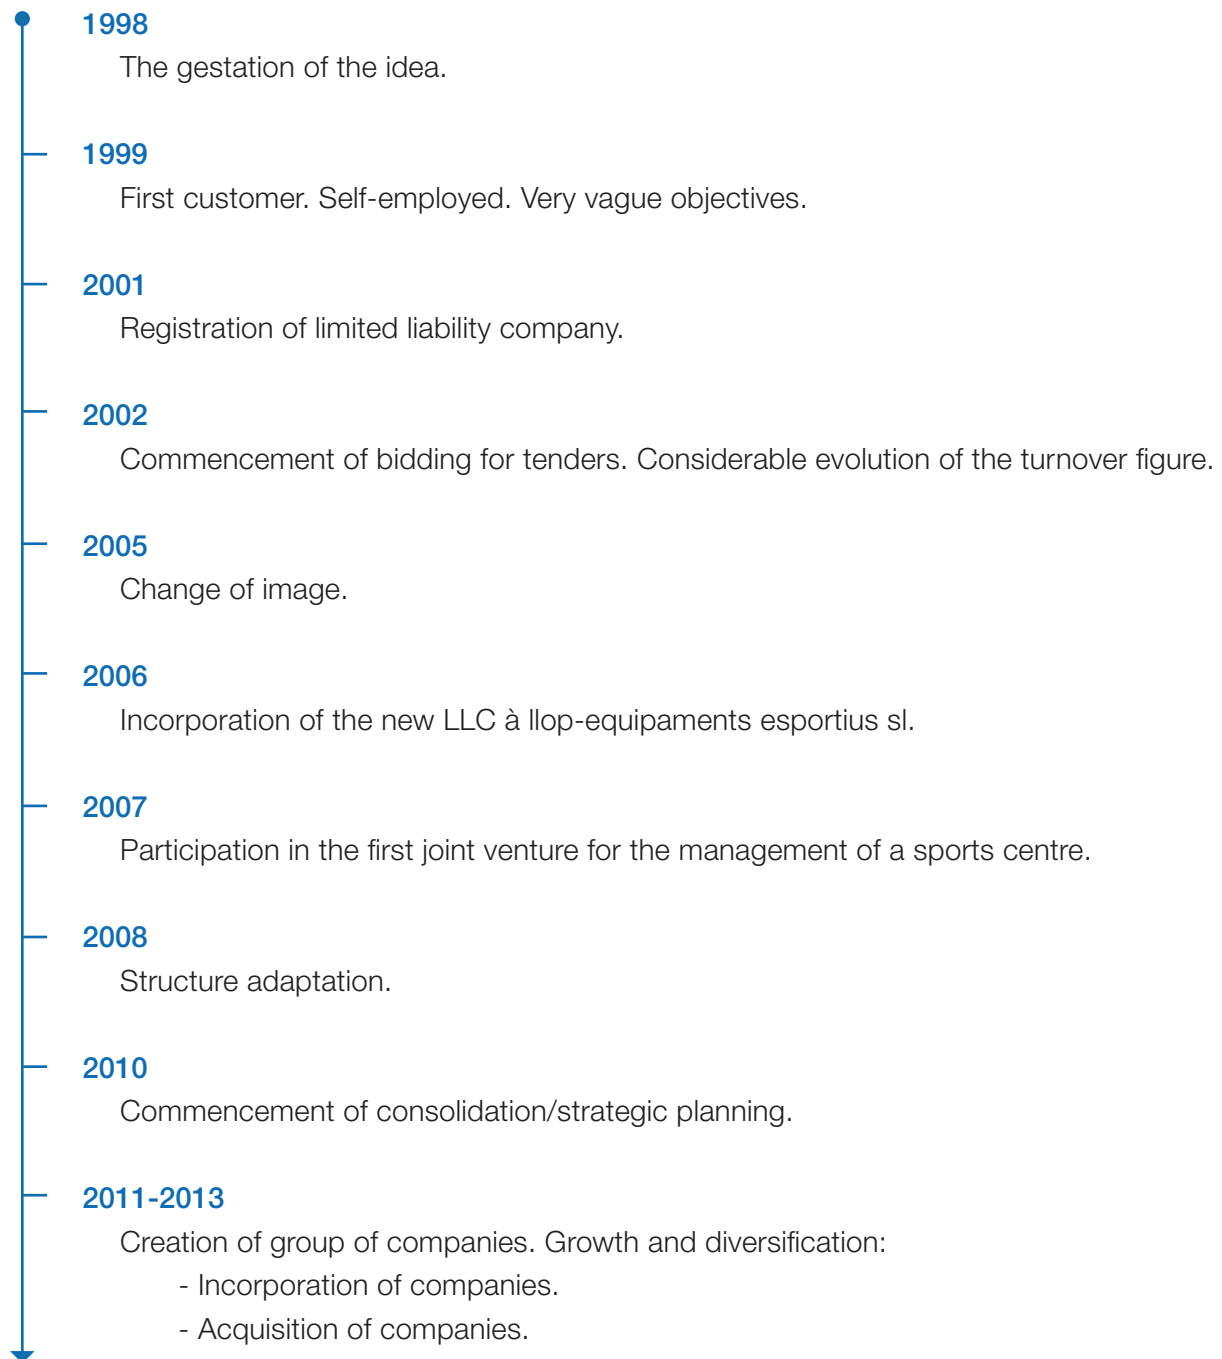 1998
The gestation of the idea.
1999
First customer. Self-employed. Very vague objectives.
2001
Registration of limited liability company.
2002
Commencement of bidding for tenders. Considerable evolution of the turnover figure.
2005
Change of image.
2006
Incorporation of the new LLC à llop-equipaments esportius sl.
2007
Participation in the first joint venture for the management of a sports centre.
2008
Structure adaptation.
2010
Commencement of consolidation/strategic planning.
2011-2013
Creation of group of companies. Growth and diversification:
- Incorporation of companies.
- Acquisition of companies.